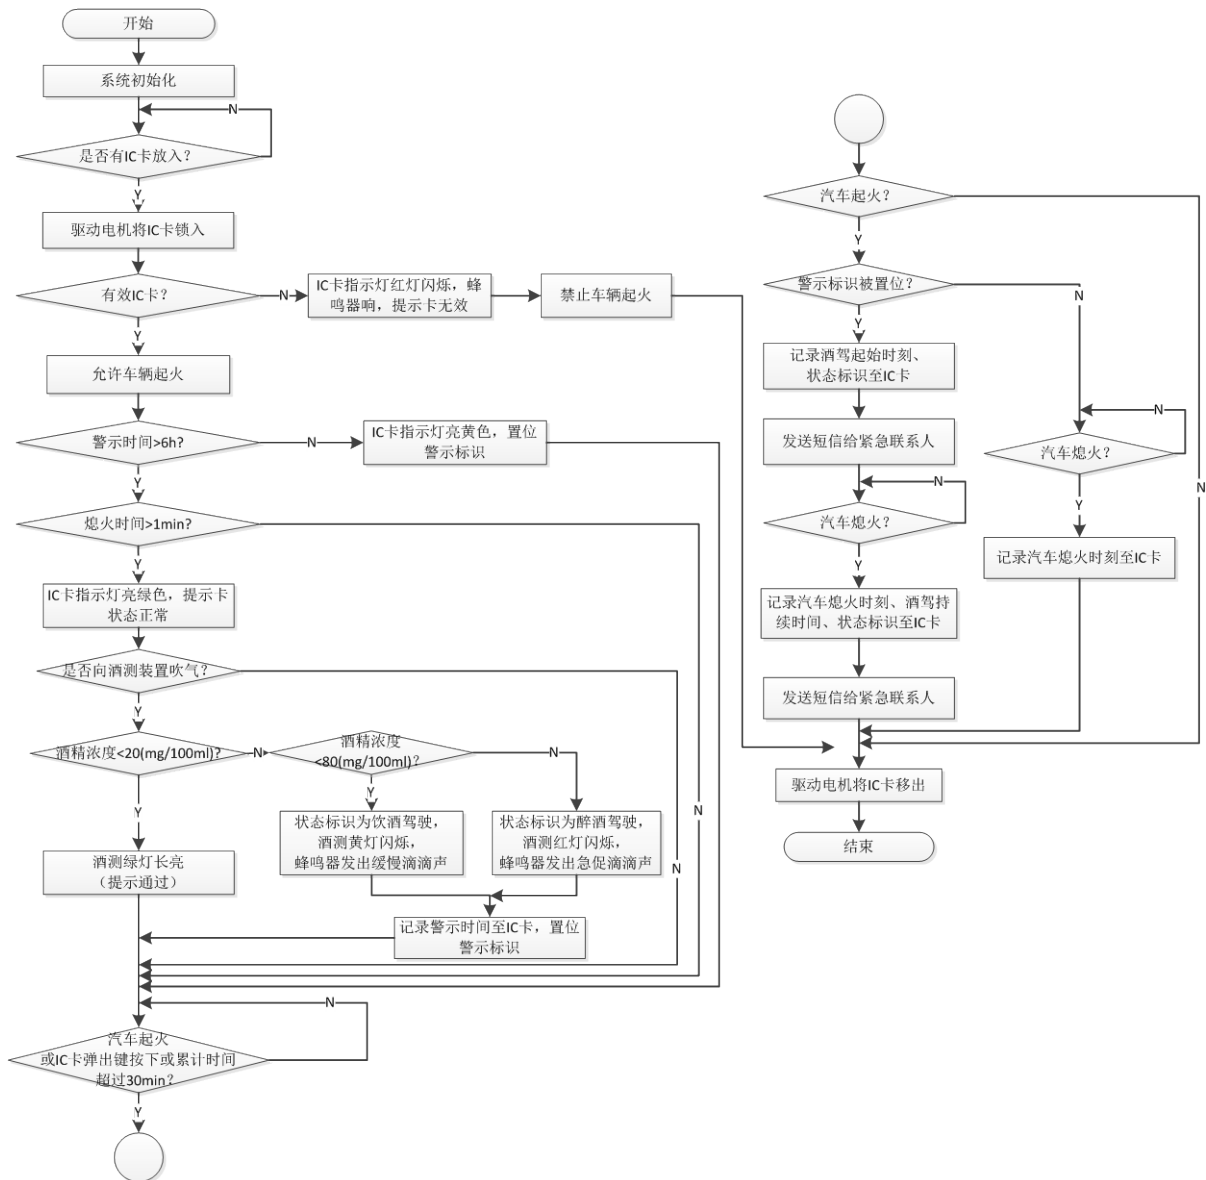 开始
系统初始化
N
是否有IC卡放入？
Y
驱动电机将IC卡锁入
有效IC卡？
N
IC卡指示灯红灯闪烁，蜂
鸣器响，提示卡无效
禁止车辆起火
Y
允许车辆起火
警示时间>6h?
N
IC卡指示灯亮黄色，置位
警示标识
Y
熄火时间>1min?
Y
IC卡指示灯亮绿色，提示卡
状态正常
是否向酒测装置吹气？
Y
酒精浓度<20(mg/100ml)?
N
酒精浓度
<80(mg/100ml)？
N
Y
Y
状态标识为饮酒驾驶，
酒测黄灯闪烁，
蜂鸣器发出缓慢滴滴声
状态标识为醉酒驾驶，
酒测红灯闪烁，
蜂鸣器发出急促滴滴声
N
N
酒测绿灯长亮
（提示通过）
记录警示时间至IC卡，置位
警示标识
N
汽车起火
或IC卡弹出键按下或累计时间
超过30min？
Y
汽车起火？
Y
警示标识被置位？
N
Y
记录酒驾起始时刻、
状态标识至IC卡
发送短信给紧急联系人
N
汽车熄火？
Y
记录汽车熄火时刻、酒驾持
续时间、状态标识至IC卡
发送短信给紧急联系人
N
汽车熄火？
Y
记录汽车熄火时刻至IC卡
N
驱动电机将IC卡移出
结束